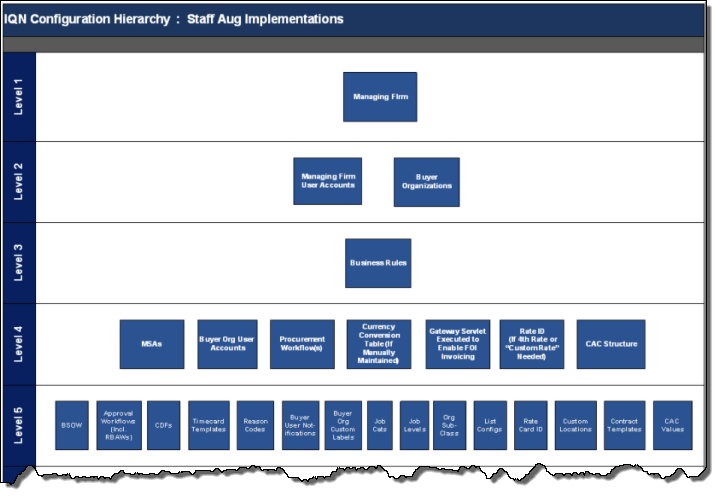 IQN Configuration Hierarchy : Staff Aug Implementations
Level 1
Managing Firm
Level 2
Managing Firm
User Accounts
Buyer
Organizations
Level 3
Business Rules
Level 4
MSAs
Buyer Org User
Accounts
Procurement
Workflow(s)
Currency
Conversion
Table (If
Manually
Maintained)
Gateway Servlet
Executed to
Enable FOI
Invoicing
Rate ID
(If 4th Rate or
"Custom Rate"
Needed)
CAC Structure
Level 5
BSOW
Approval
Workflows
(Incl.
RBAWs)
CDFs
Timecard
Templates
Reason
Codes
Buyer
User Not-
ifications
Buyer
Org
Custom
Labels
Job
Cats
Job
Levels
Org
Sub-
Class
List
Configs
Rate
Card ID
Custom
Locations
Contract
Templates
CAC
Values